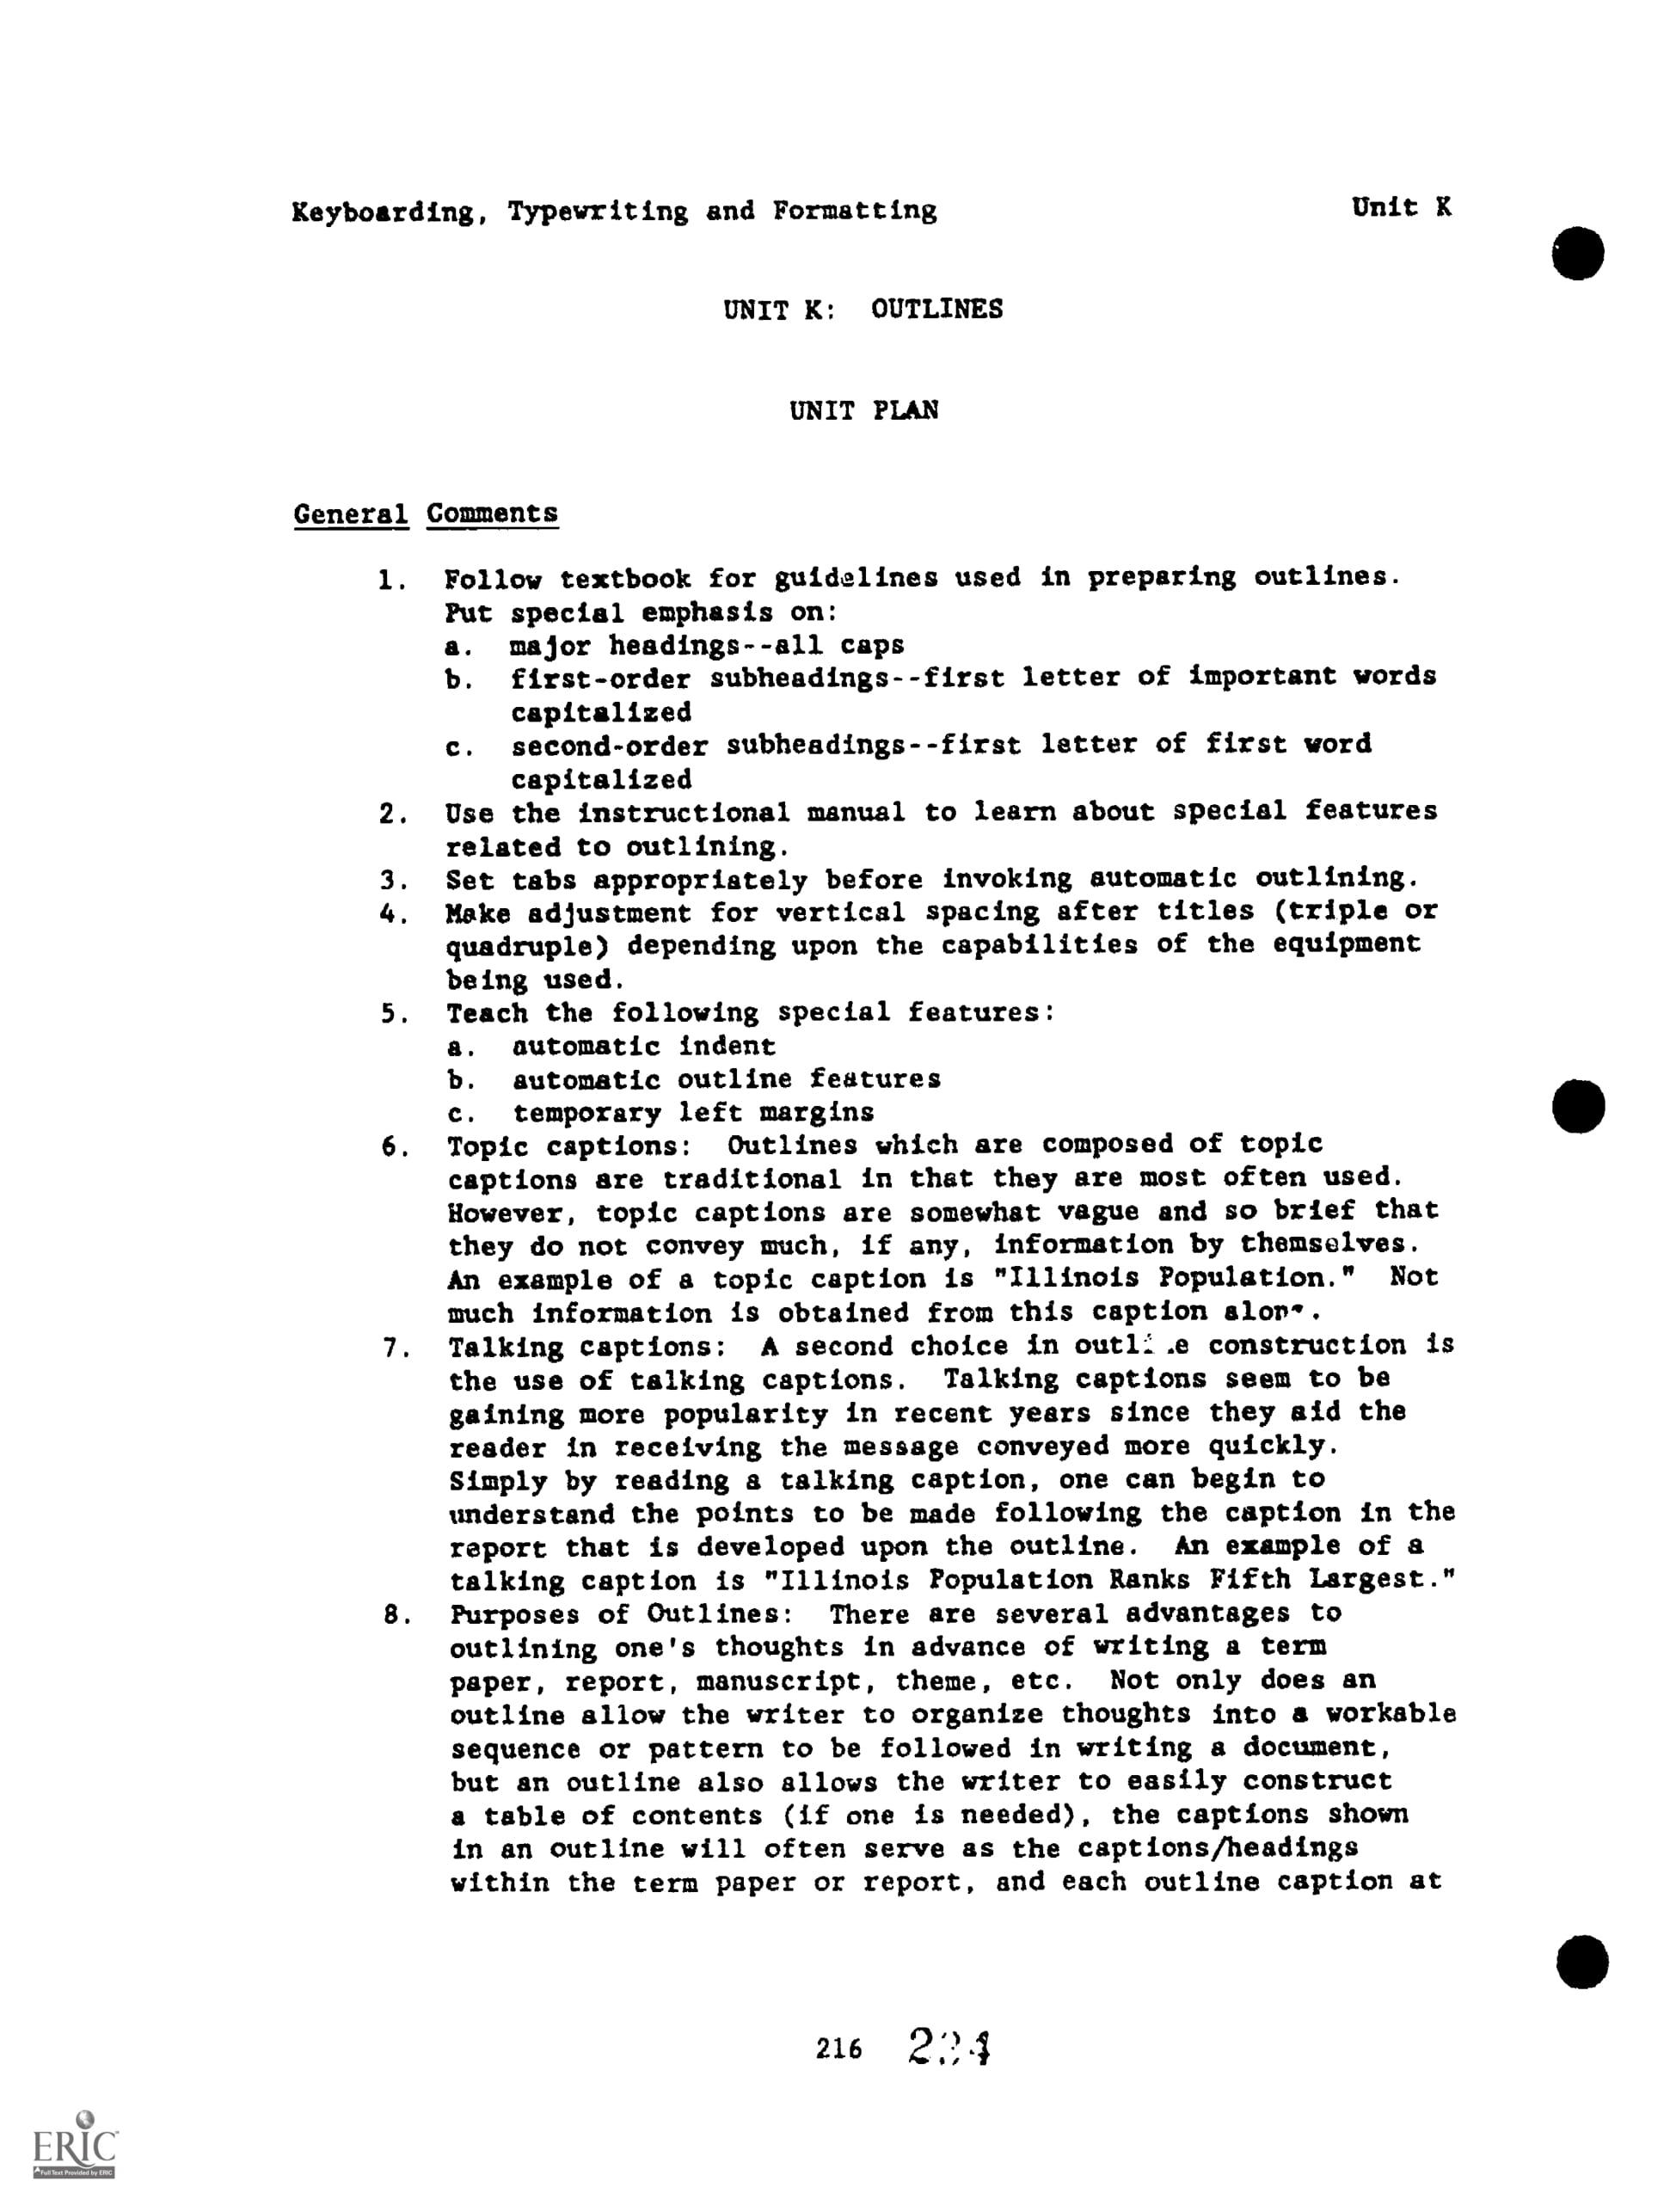 Keyboarding, Typewriting and Formatting Unit K
UNIT K: OUTLINES
UNIT PLAN
General Comments
1. Follow textbook for guidelines used in preparing outlines.
Put special emphasis on:
a. major headings--all caps
b. first-order subheadings--first letter of important words
capitalized
c. second-order subheadings--first letter of first word
capitalized
2. Use the instructional manual to learn about special features
related to outlining.
3. Set tabs appropriately before invoking automatic outlining.
4. Make adjustment for vertical spacing after titles (triple or
quadruple) depending upon the capabilities of the equipment
being used.
5. Teach the following special features:
a. automatic indent
b. automatic outline features
c. temporary left margins
6. Topic captions: Outlines which are composed of topic
captions are traditional in that they are most often used.
However, topic captions are somewhat vague and so brief that
they do not convey much, if any, information by themselves.
An example of a topic caption is "Illinois Population." Not
much information is obtained from this caption alone.
7. Talking captions: A second choice in outline construction is
the use of talking captions. Talking captions seem to be
gaining more popularity in recent years since they aid the
reader in receiving the message conveyed more quickly.
Simply by reading a talking caption, one can begin to
understand the points to be made following the caption in the
report that is developed upon the outline. An example of a
talking caption is "Illinois Population Ranks Fifth Largest."
8. Purposes of Outlines: There are several advantages to
outlining one's thoughts in advance of writing a term
paper, report, manuscript, theme, etc. Not only does an
outline allow the writer to organize thoughts into a workable
sequence or pattern to be followed in writing a document,
but an outline also allows the writer to easily construct
a table of contents (if one is needed), the captions shown
in an outline will often serve as the captions/headings
within the term paper or report, and each outline caption at
216
ERIC
Full Text Provided by ERIC